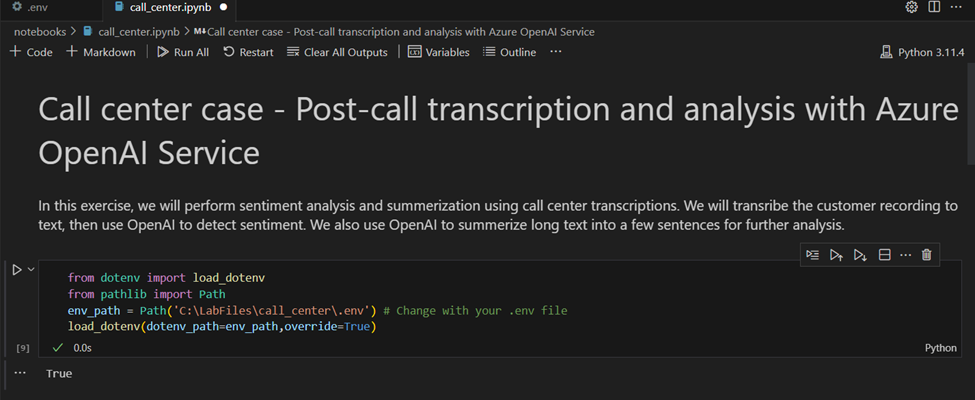 .env
call_center.ipynb
notebooks > call_center.ipynb > M↓Call center case - Post-call transcription and analysis with Azure OpenAI Service
+ Code + Markdown Run All Restart Clear All Outputs Variables Outline ... Python 3.11.4
Call center case - Post-call transcription and analysis with Azure
OpenAI Service
In this exercise, we will perform sentiment analysis and summerization using call center transcriptions. We will transribe the customer recording to
text, then use OpenAI to detect sentiment. We also use OpenAI to summerize long text into a few sentences for further analysis.
from dotenv import load_dotenv
from pathlib import Path
env_path = Path('C:\LabFiles\call_center\.env') # Change with your .env file
load_dotenv(dotenv_path=env_path,override=True)
[9] 0.0s Python
... True